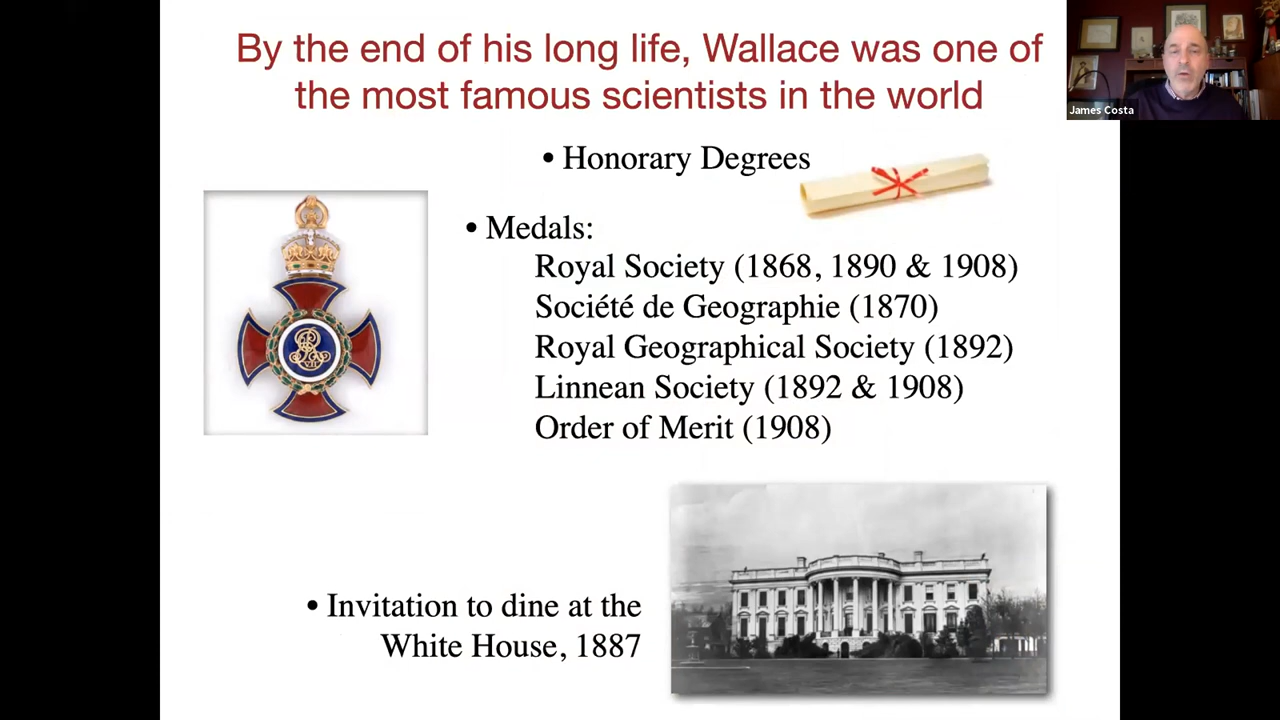 By the end of his long life, Wallace was one of
the most famous scientists in the world
James Costa
• Honorary Degrees
• Medals:
Royal Society (1868, 1890 & 1908)
Société de Geographie (1870)
Royal Geographical Society (1892)
Linnean Society (1892 & 1908)
Order of Merit (1908)
• Invitation to dine at the
White House, 1887